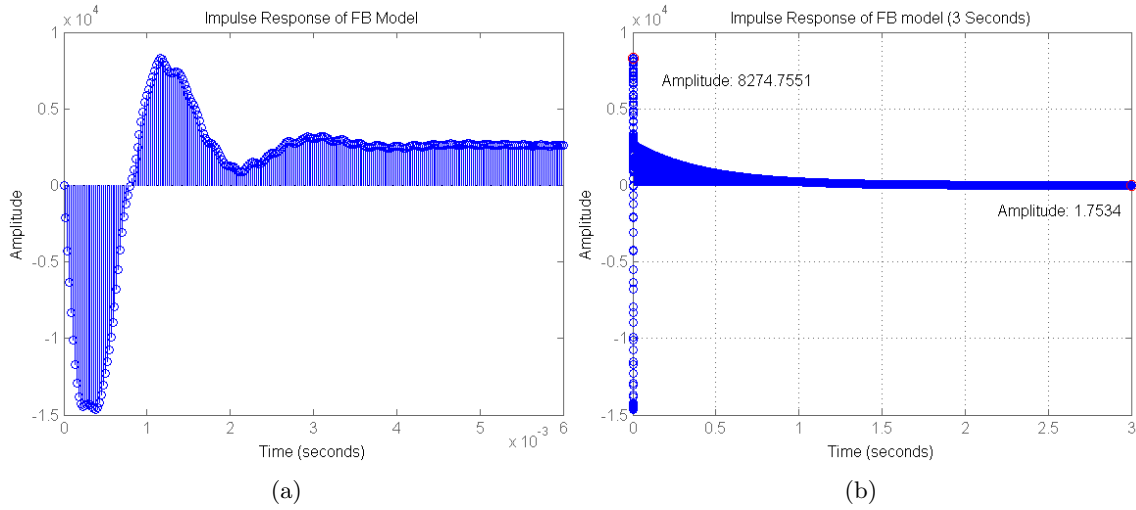 Impulse Response of FB Model
x 10^4
1
0.5
0
-0.5
-1
-1.5
Amplitude
0 1 2 3 4 5 6
x 10^-3
Time (seconds)
(a)
Impulse Response of FB model (3 Seconds)
x 10^4
1
0.5
0
-0.5
-1
-1.5
Amplitude
Amplitude: 8274.7551
Amplitude: 1.7534
0 0.5 1 1.5 2 2.5 3
Time (seconds)
(b)